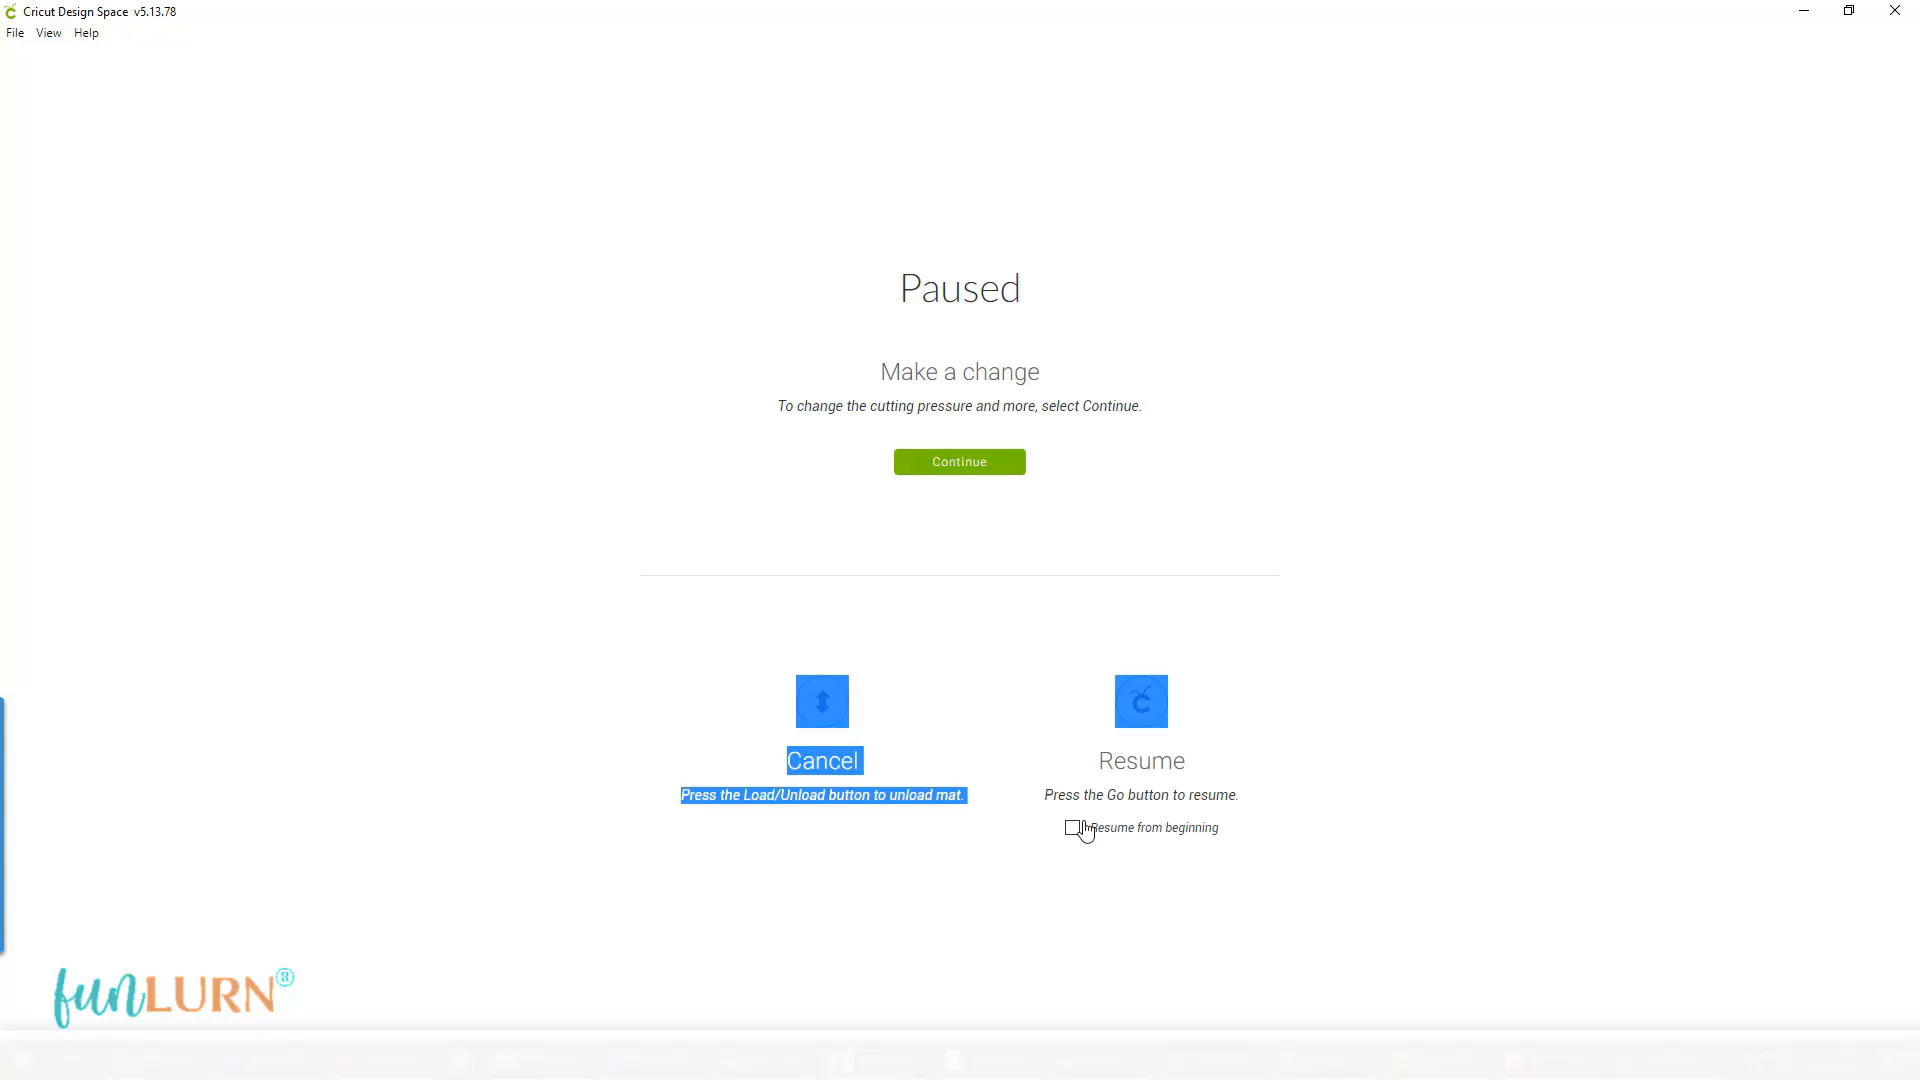 Cricut Design Space v5.13.78
File View Help
Paused
Make a change
To change the cutting pressure and more, select Continue.
Continue
Cancel
Press the Load/Unload button to unload mat.
Resume
Press the Go button to resume.
Resume from beginning
funLURN®